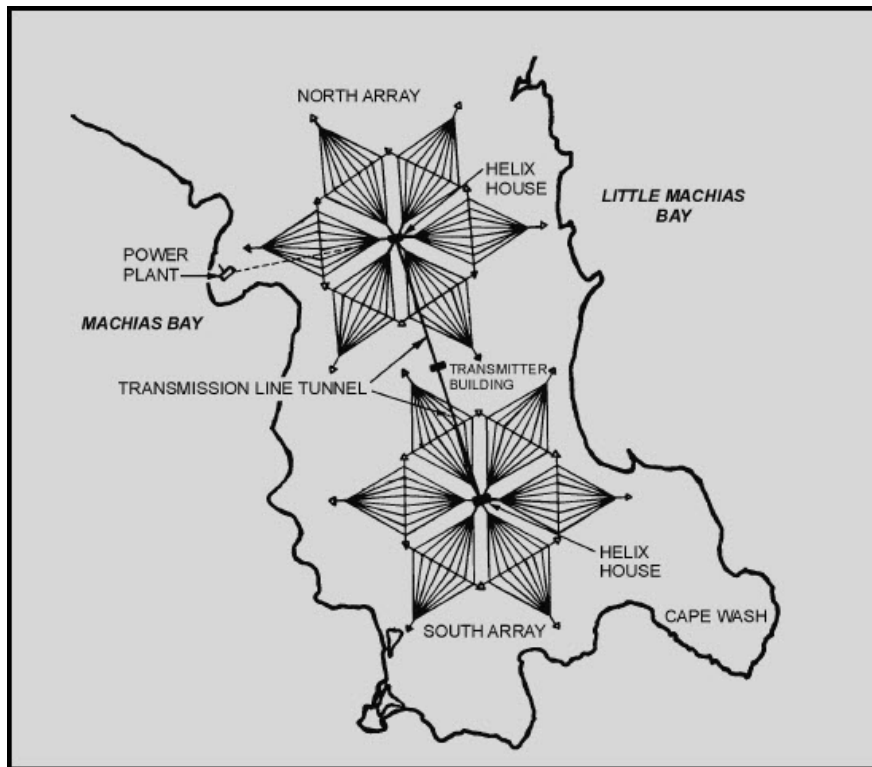 NORTH ARRAY
HELIX
HOUSE
LITTLE MACHIAS
BAY
POWER
PLANT
MACHIAS BAY
TRANSMITTER
BUILDING
TRANSMISSION LINE TUNNEL
HELIX
HOUSE
CAPE WASH
SOUTH ARRAY